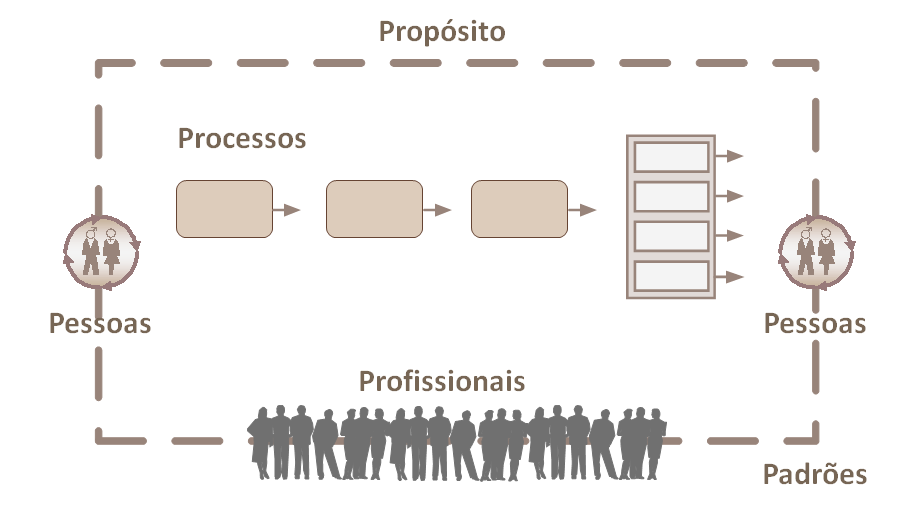 Propósito
Processos
Pessoas
Pessoas
Profissionais
Padrões